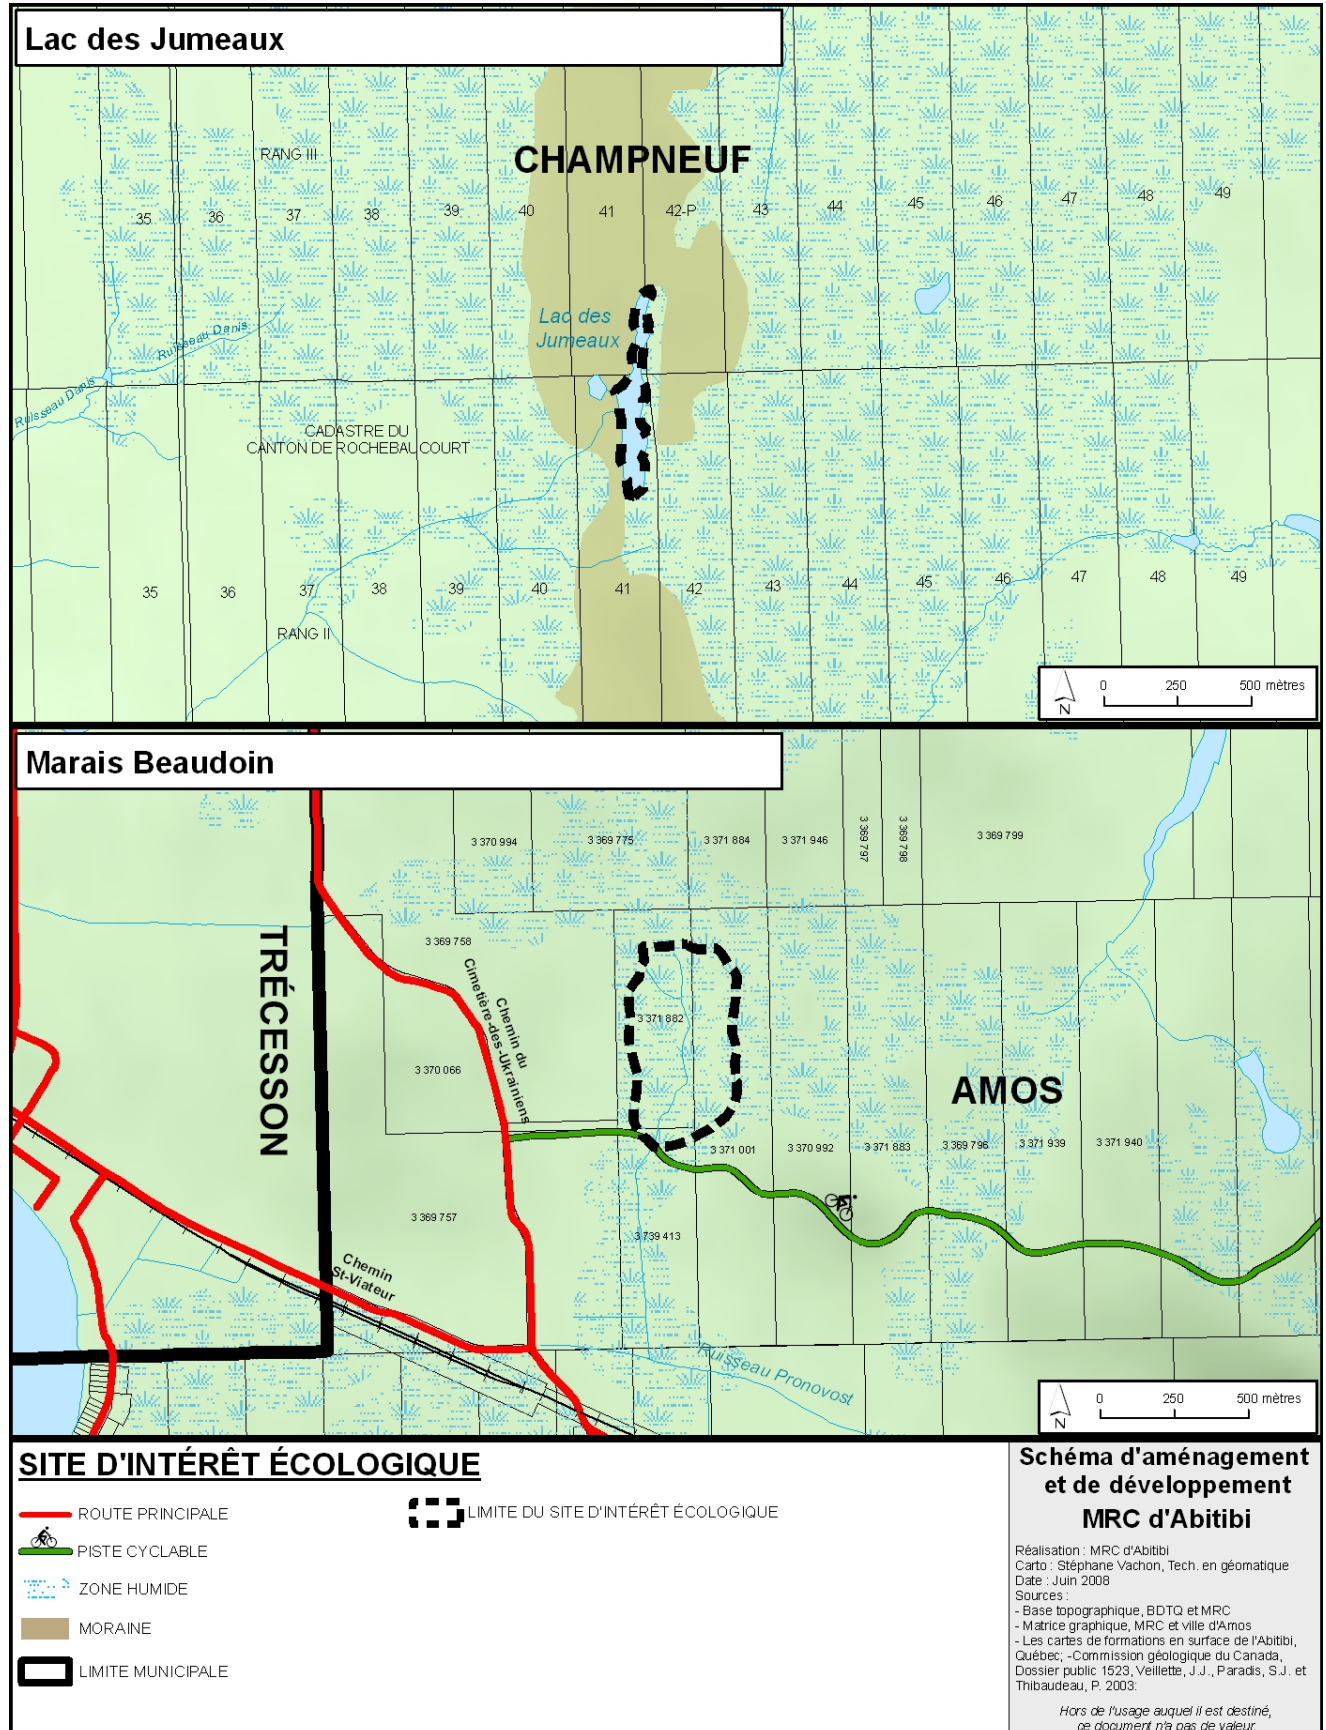 Lac des Jumeaux
RANG III
CHAMPNEUF
35 36 37 38 39 40 41 42-P 43 44 45 46 47 48 49
Lac des
Jumeaux
Ruisseau Danis
Ruisseau Danis
CADASTRE DU
CANTON DE ROCHEBAUCOURT
35 36 37 38 39 40 41 42 43 44 45 46 47 48 49
RANG II
N
0 250 500 mètres
Marais Beaudoin
3 370 994
3 369 775
3 371 884
3 371 946
3 369 797
3 369 798
3 369 799
TRÉCESSON
3 369 758
Chemin du
Cimetière-des-Ukrainiens
3 371 882
3 370 066
AMOS
3 371 001
3 370 992
3 371 883
3 369 796
3 371 939
3 371 940
3 369 757
3 739 413
Chemin
St-Viateur
Ruisseau Pronovost
N
0 250 500 mètres
SITE D'INTÉRÊT ÉCOLOGIQUE
ROUTE PRINCIPALE
PISTE CYCLABLE
ZONE HUMIDE
MORAINE
LIMITE MUNICIPALE
LIMITE DU SITE D'INTÉRÊT ÉCOLOGIQUE
Schéma d'aménagement
et de développement
MRC d'Abitibi
Réalisation : MRC d'Abitibi
Carto : Stéphane Vachon, Tech. en géomatique
Date : Juin 2008
Sources :
- Base topographique, BDTQ et MRC
- Matrice graphique, MRC et ville d'Amos
- Les cartes de formations en surface de l'Abitibi,
Québec; -Commission géologique du Canada,
Dossier public 1523, Veillette, J.J., Paradis, S.J. et
Thibaudeau, P. 2003:
Hors de l'usage auquel il est destiné,
ce document n'a pas de valeur.